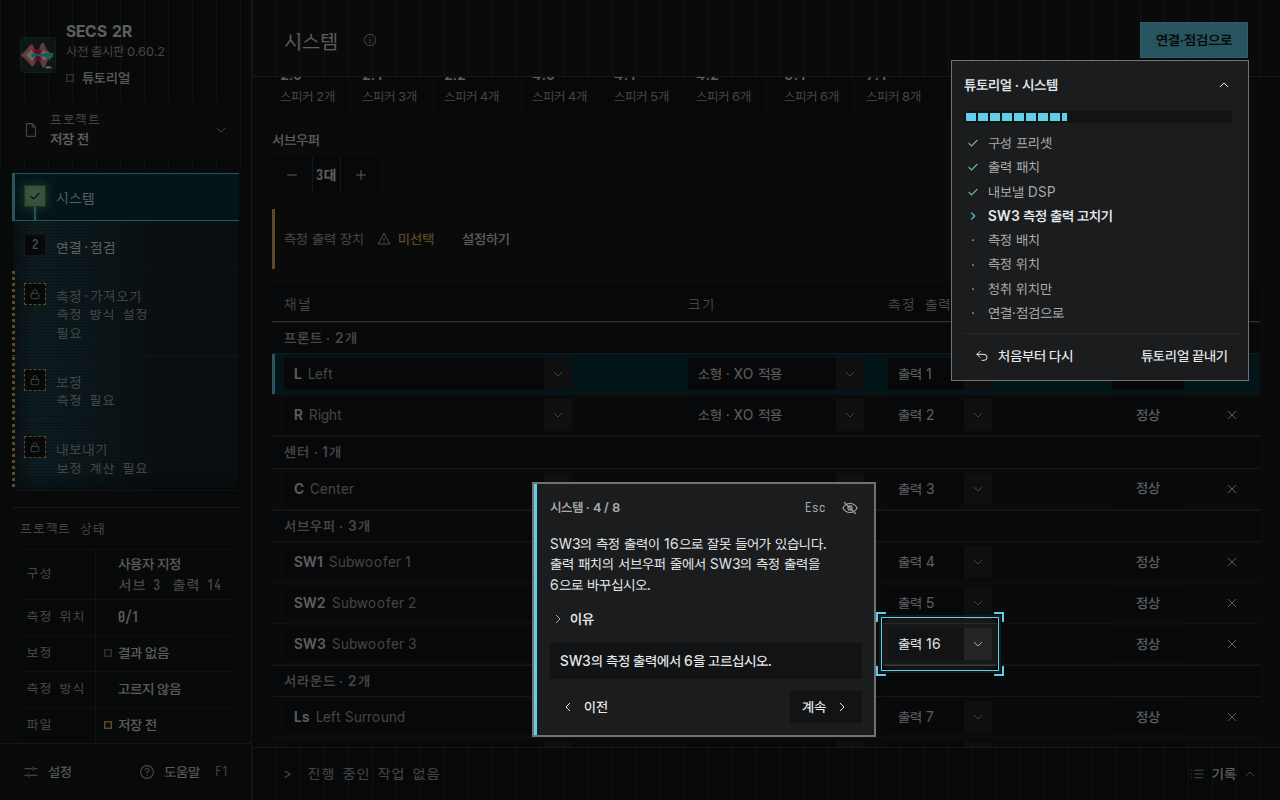 SECS 2R
사전 출시판 0.60.2
튜토리얼
프로젝트
저장 전
시스템
2 연결·점검
측정·가져오기
측정 방식 설정
필요
보정
측정 필요
내보내기
보정 계산 필요
프로젝트 상태
구성 사용자 지정
서브 3 출력 14
측정 위치 0/1
보정 결과 없음
측정 방식 고르지 않음
파일 저장 전
설정 도움말 F1
시스템
연결·점검으로
스피커 2개 스피커 3개 스피커 4개 스피커 4개 스피커 5개 스피커 6개 스피커 6개 스피커 8개
서브우퍼
− 3대 +
측정 출력 장치 미선택 설정하기
채널 크기 측정 출력
프론트 · 2개
L Left 소형 · XO 적용 출력 1
R Right 소형 · XO 적용 출력 2 정상
센터 · 1개
C Center 출력 3 정상
서브우퍼 · 3개
SW1 Subwoofer 1 출력 4 정상
SW2 Subwoofer 2 출력 5 정상
SW3 Subwoofer 3 출력 16 정상
서라운드 · 2개
Ls Left Surround 출력 7 정상
튜토리얼 · 시스템
구성 프리셋
출력 패치
내보낼 DSP
SW3 측정 출력 고치기
측정 배치
측정 위치
청취 위치만
연결·점검으로
처음부터 다시 튜토리얼 끝내기
시스템 · 4 / 8 Esc
SW3의 측정 출력이 16으로 잘못 들어가 있습니다.
출력 패치의 서브우퍼 줄에서 SW3의 측정 출력을
6으로 바꾸십시오.
이유
SW3의 측정 출력에서 6을 고르십시오.
이전 계속
> 진행 중인 작업 없음 기록